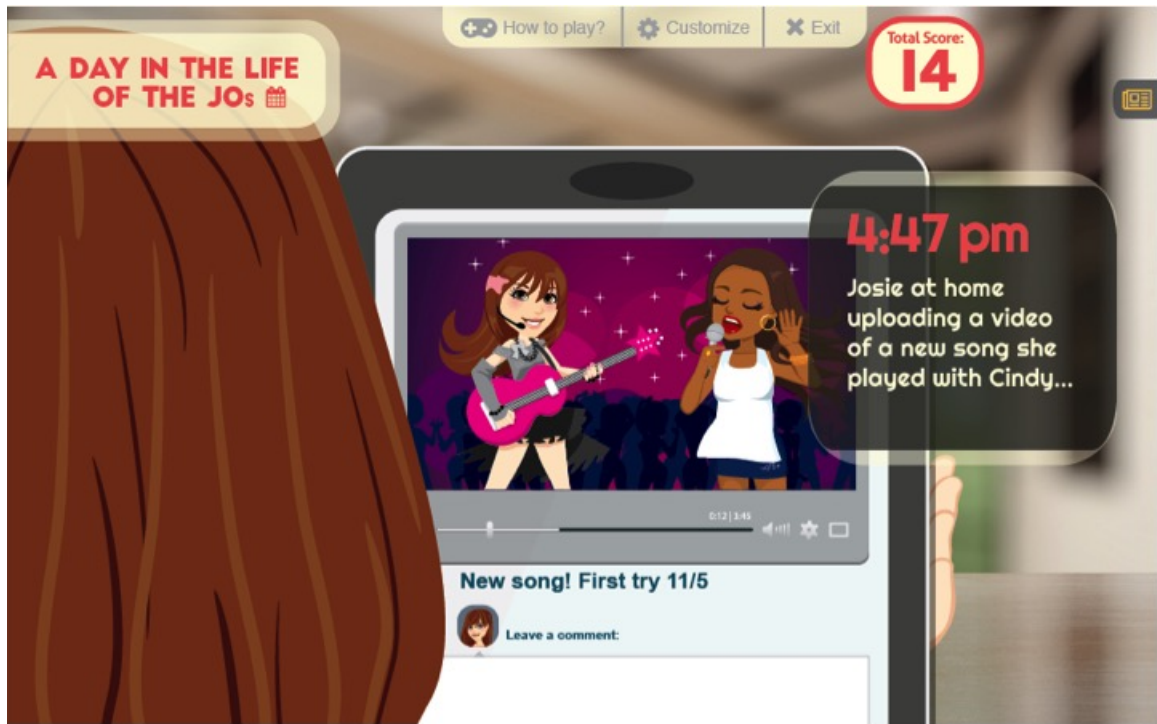 How to play?
Customize
Exit
A DAY IN THE LIFE
OF THE JOs
Total Score:
14
4:47 pm
Josie at home
uploading a video
of a new song she
played with Cindy...
0:12 | 3:45
New song! First try 11/5
Leave a comment: